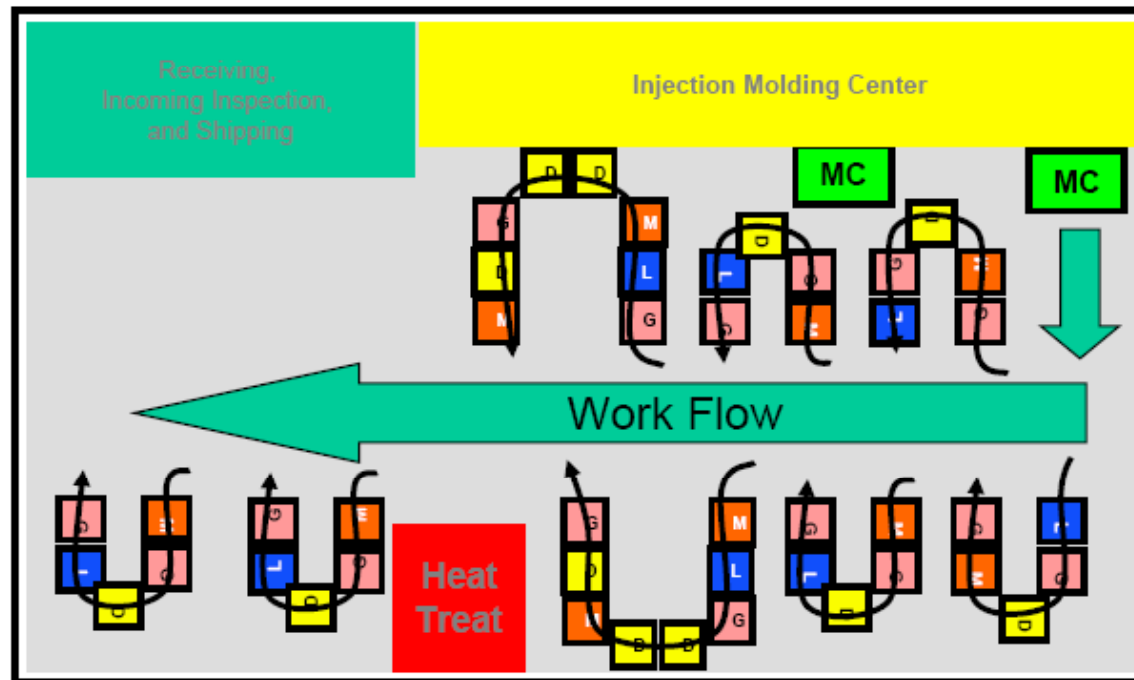 Receiving,
Incoming Inspection,
and Shipping
Injection Molding Center
MC
MC
D D
G M
D L
M G
D
L G
G M
D
G M
L G
Work Flow
G M
L G
D
G M
L G
D
Heat
Treat
G M
D L
M G
D D
G M
L G
D
G L
M G
D